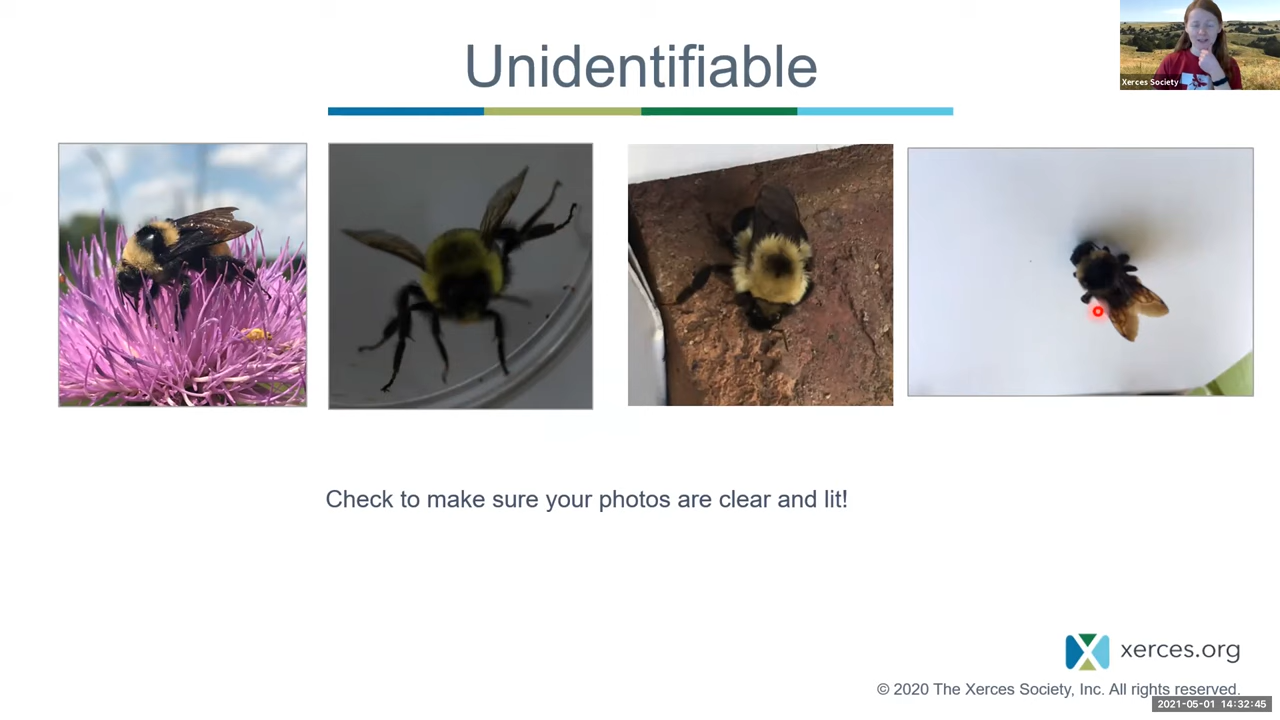 Unidentifiable
Xerces Society
Check to make sure your photos are clear and lit!
xerces.org
© 2020 The Xerces Society, Inc. All rights reserved.
2021-05-01 14:32:45